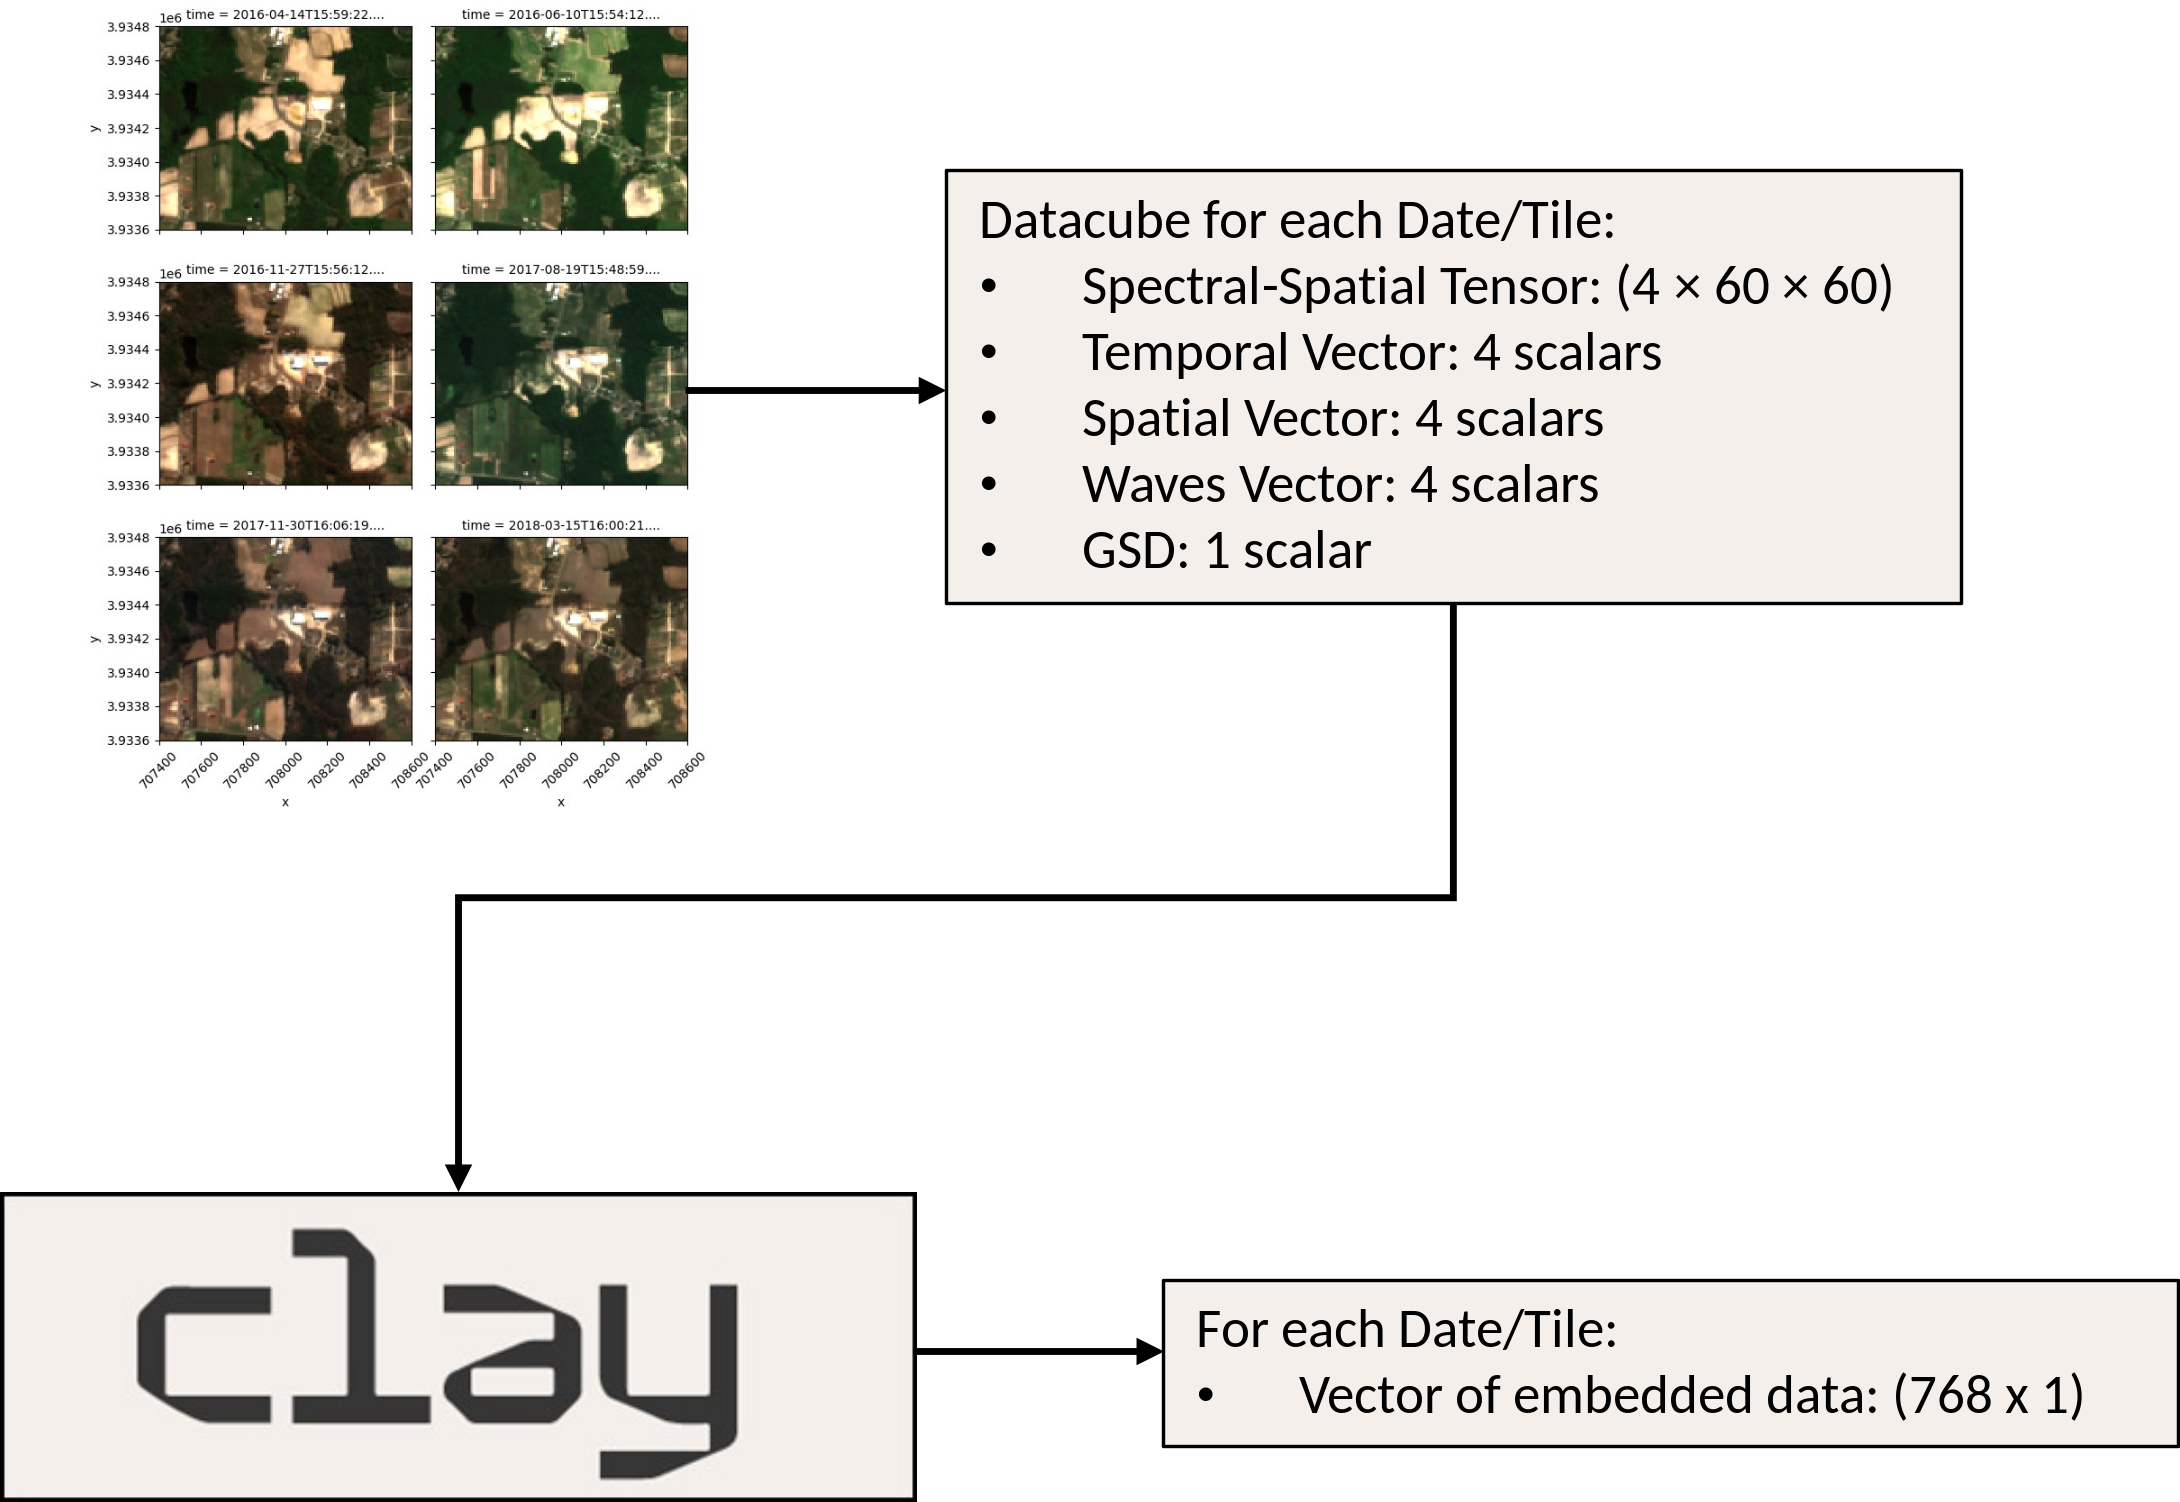 1e6 time = 2016-04-14T15:59:22.... time = 2016-06-10T15:54:12....
3.9348
3.9346
3.9344
y 3.9342
3.9340
3.9338
3.9336
1e6 time = 2016-11-27T15:56:12.... time = 2017-08-19T15:48:59....
3.9348
3.9346
3.9344
y 3.9342
3.9340
3.9338
3.9336
1e6 time = 2017-11-30T16:06:19.... time = 2018-03-15T16:00:21....
3.9348
3.9346
3.9344
y 3.9342
3.9340
3.9338
3.9336
707400 707600 707800 708000 708200 708400 708600 707400 707600 707800 708000 708200 708400 708600
x x
Datacube for each Date/Tile:
• Spectral-Spatial Tensor: (4 × 60 × 60)
• Temporal Vector: 4 scalars
• Spatial Vector: 4 scalars
• Waves Vector: 4 scalars
• GSD: 1 scalar
clay
For each Date/Tile:
• Vector of embedded data: (768 x 1)